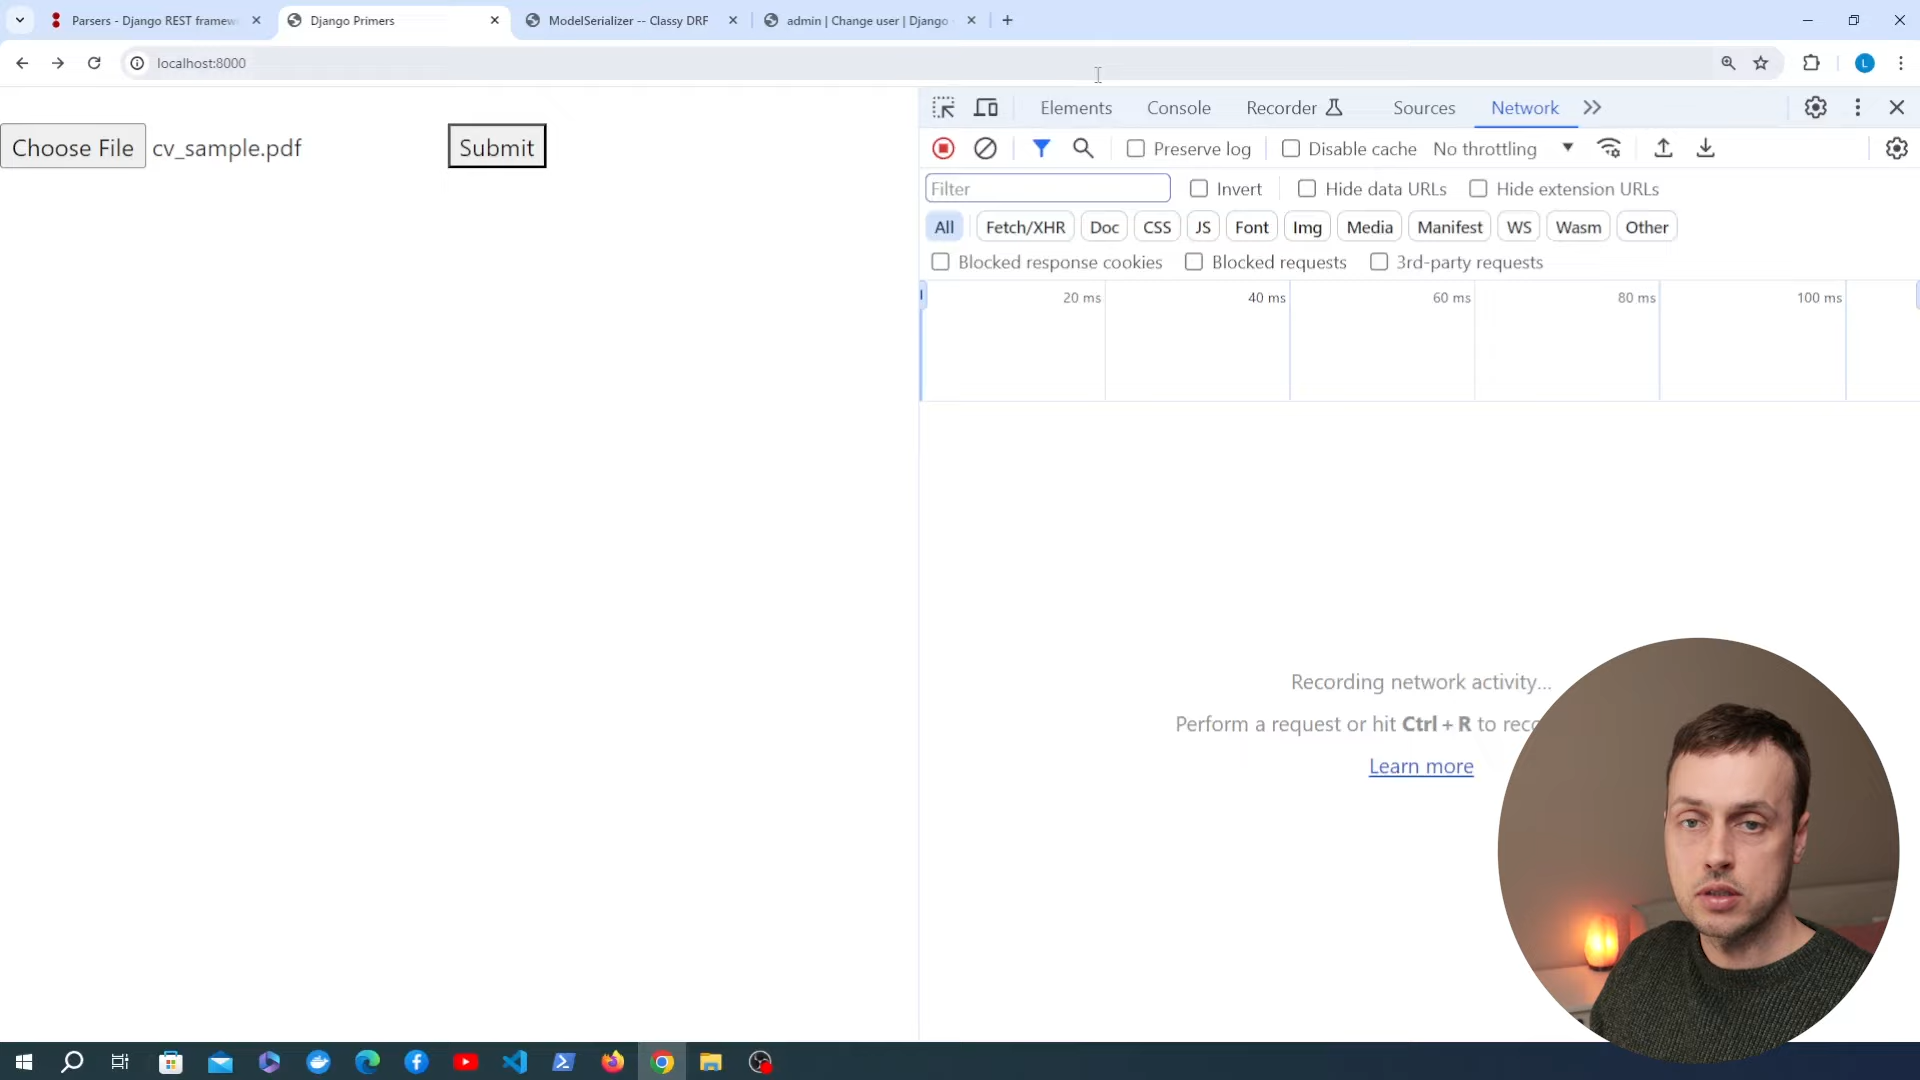 Parsers - Django REST framew
Django Primers
ModelSerializer -- Classy DRF
admin | Change user | Django
localhost:8000
L
Choose File cv_sample.pdf
Submit
Elements
Console
Recorder
Sources
Network
Preserve log
Disable cache
No throttling
Filter
Invert
Hide data URLs
Hide extension URLs
All
Fetch/XHR
Doc
CSS
JS
Font
Img
Media
Manifest
WS
Wasm
Other
Blocked response cookies
Blocked requests
3rd-party requests
20 ms
40 ms
60 ms
80 ms
100 ms
Recording network activity...
Perform a request or hit Ctrl + R to reco
Learn more